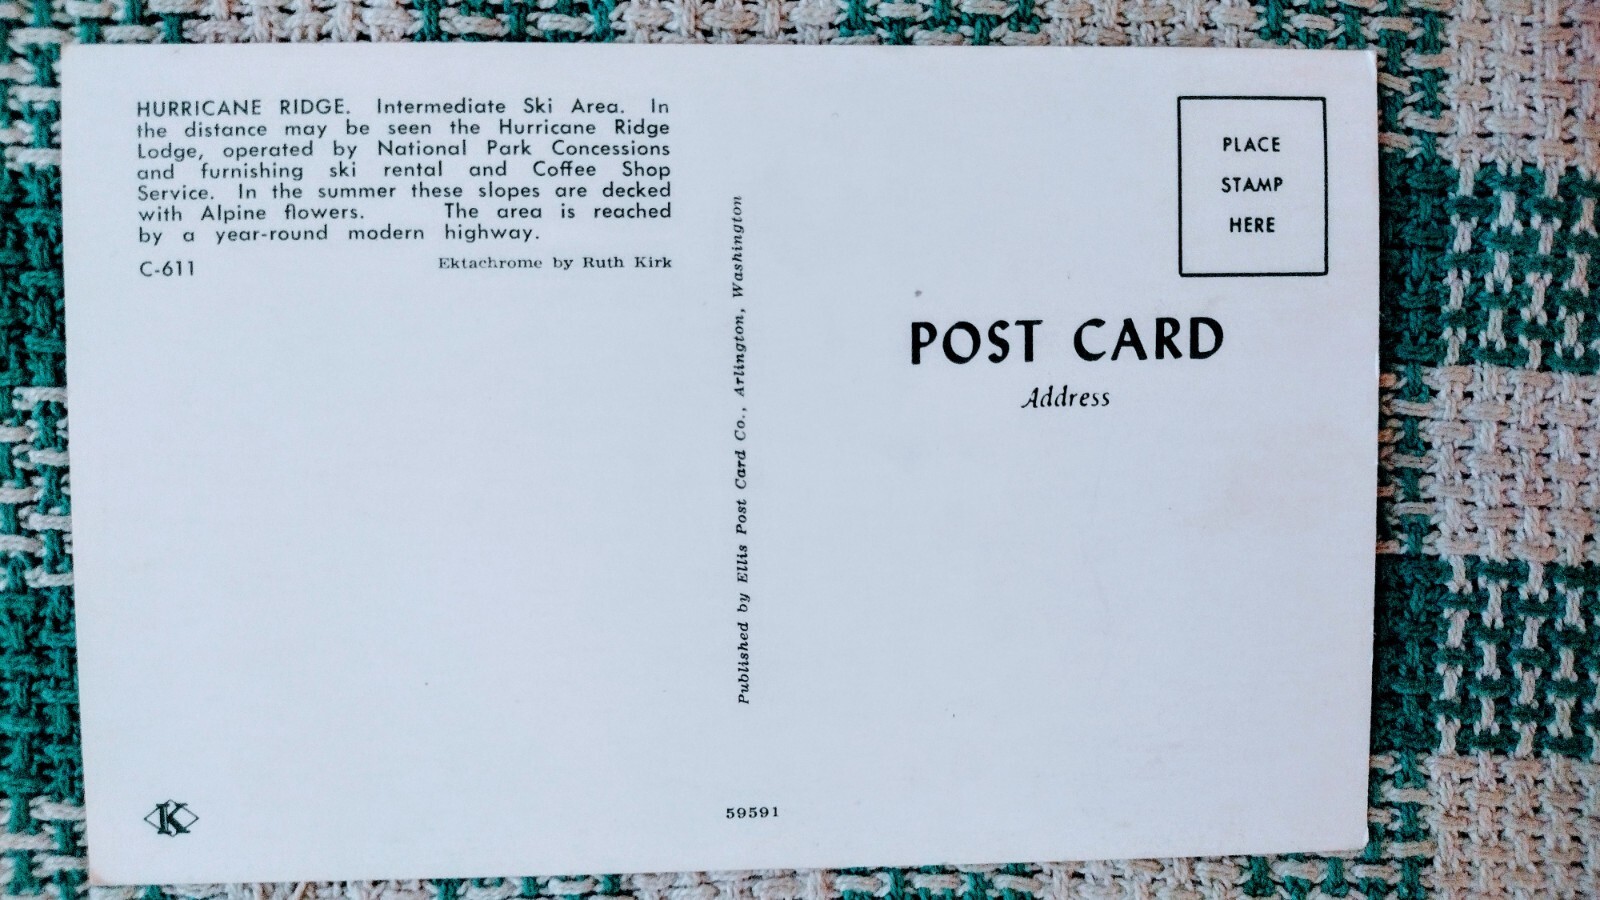 HURRICANE RIDGE. Intermediate Ski Area. In
the distance may be seen the Hurricane Ridge
Lodge, operated by National Park Concessions
and furnishing ski rental and Coffee Shop
Service. In the summer these slopes are decked
with Alpine flowers. The area is reached
by a year-round modern highway.
C-611
Ektachrome by Ruth Kirk
Published by Ellis Post Card Co., Arlington, Washington
PLACE
STAMP
HERE
POST CARD
Address
K
59591